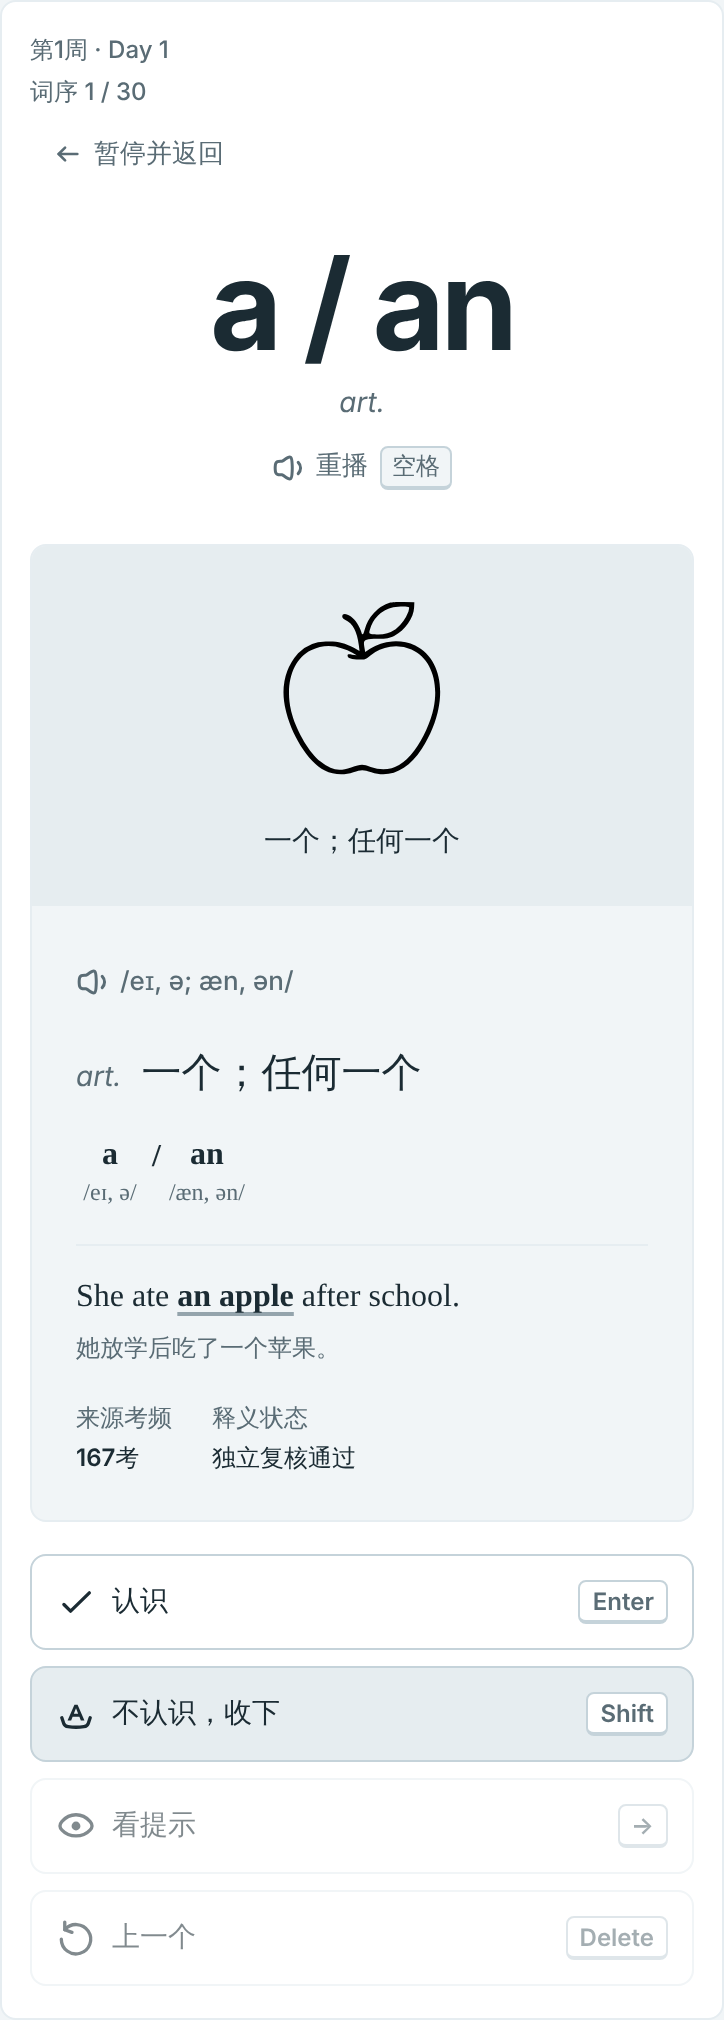 第1周 · Day 1
词序 1 / 30
← 暂停并返回
a / an
art.
重播 空格
一个；任何一个
/eɪ, ə; æn, ən/
art. 一个；任何一个
a / an
/eɪ, ə/ /æn, ən/
She ate an apple after school.
她放学后吃了一个苹果。
来源考频 释义状态
167考 独立复核通过
认识 Enter
不认识，收下 Shift
看提示 →
上一个 Delete